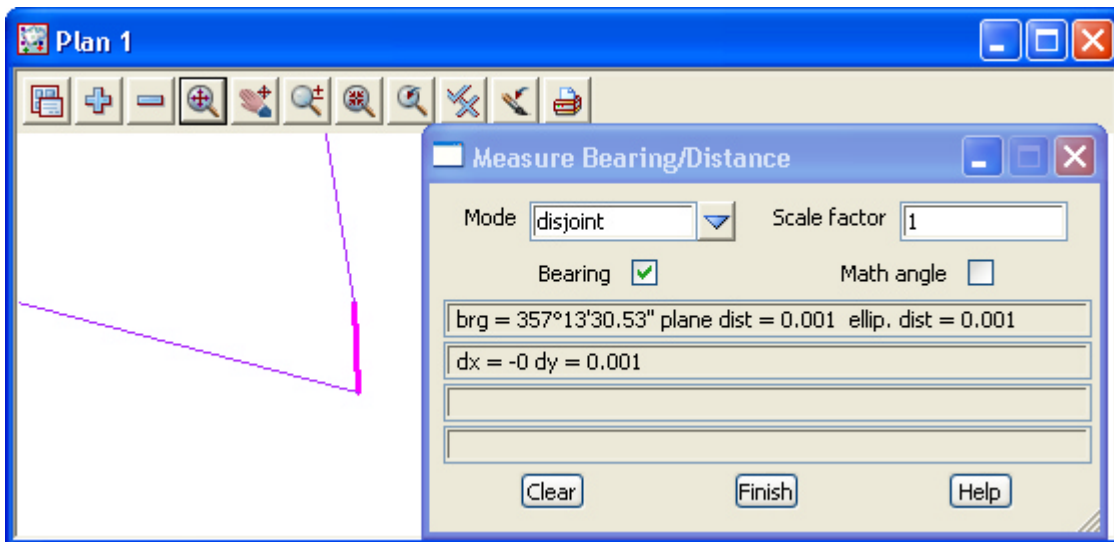 Plan 1
Measure Bearing/Distance
Mode disjoint Scale factor 1
Bearing Math angle
brg = 357°13'30.53" plane dist = 0.001 ellip. dist = 0.001
dx = -0 dy = 0.001
Clear Finish Help